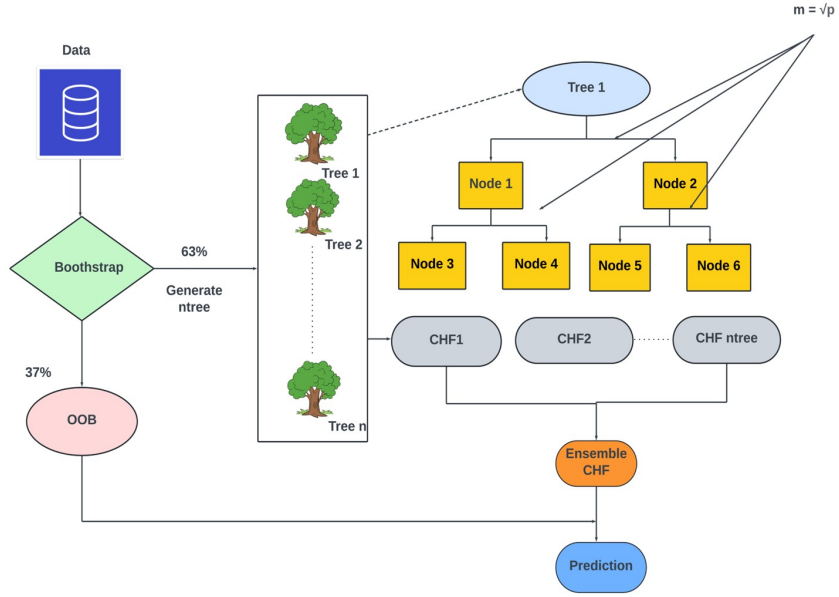 m = √p
Data
Tree 1
Tree 1
Node 1
Node 2
Tree 2
63%
Boothstrap
Generate
ntree
Node 3
Node 4
Node 5
Node 6
CHF1
CHF2
CHF ntree
37%
OOB
Tree n
Ensemble
CHF
Prediction